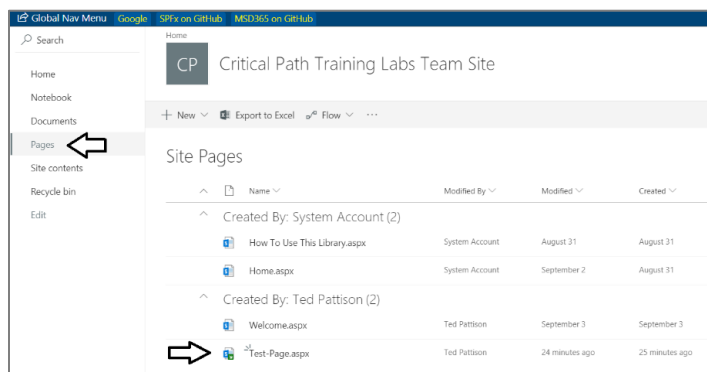 Global Nav Menu Google SPFx on GitHub MSD365 on GitHub
Search
Home
Notebook
Documents
Pages
Site contents
Recycle bin
Edit
Home
CP Critical Path Training Labs Team Site
New Export to Excel Flow ...
Site Pages
Name Modified By Modified Created
Created By: System Account (2)
How To Use This Library.aspx System Account August 31 August 31
Home.aspx System Account September 2 August 31
Created By: Ted Pattison (2)
Welcome.aspx Ted Pattison September 3 September 3
Test-Page.aspx Ted Pattison 24 minutes ago 25 minutes ago